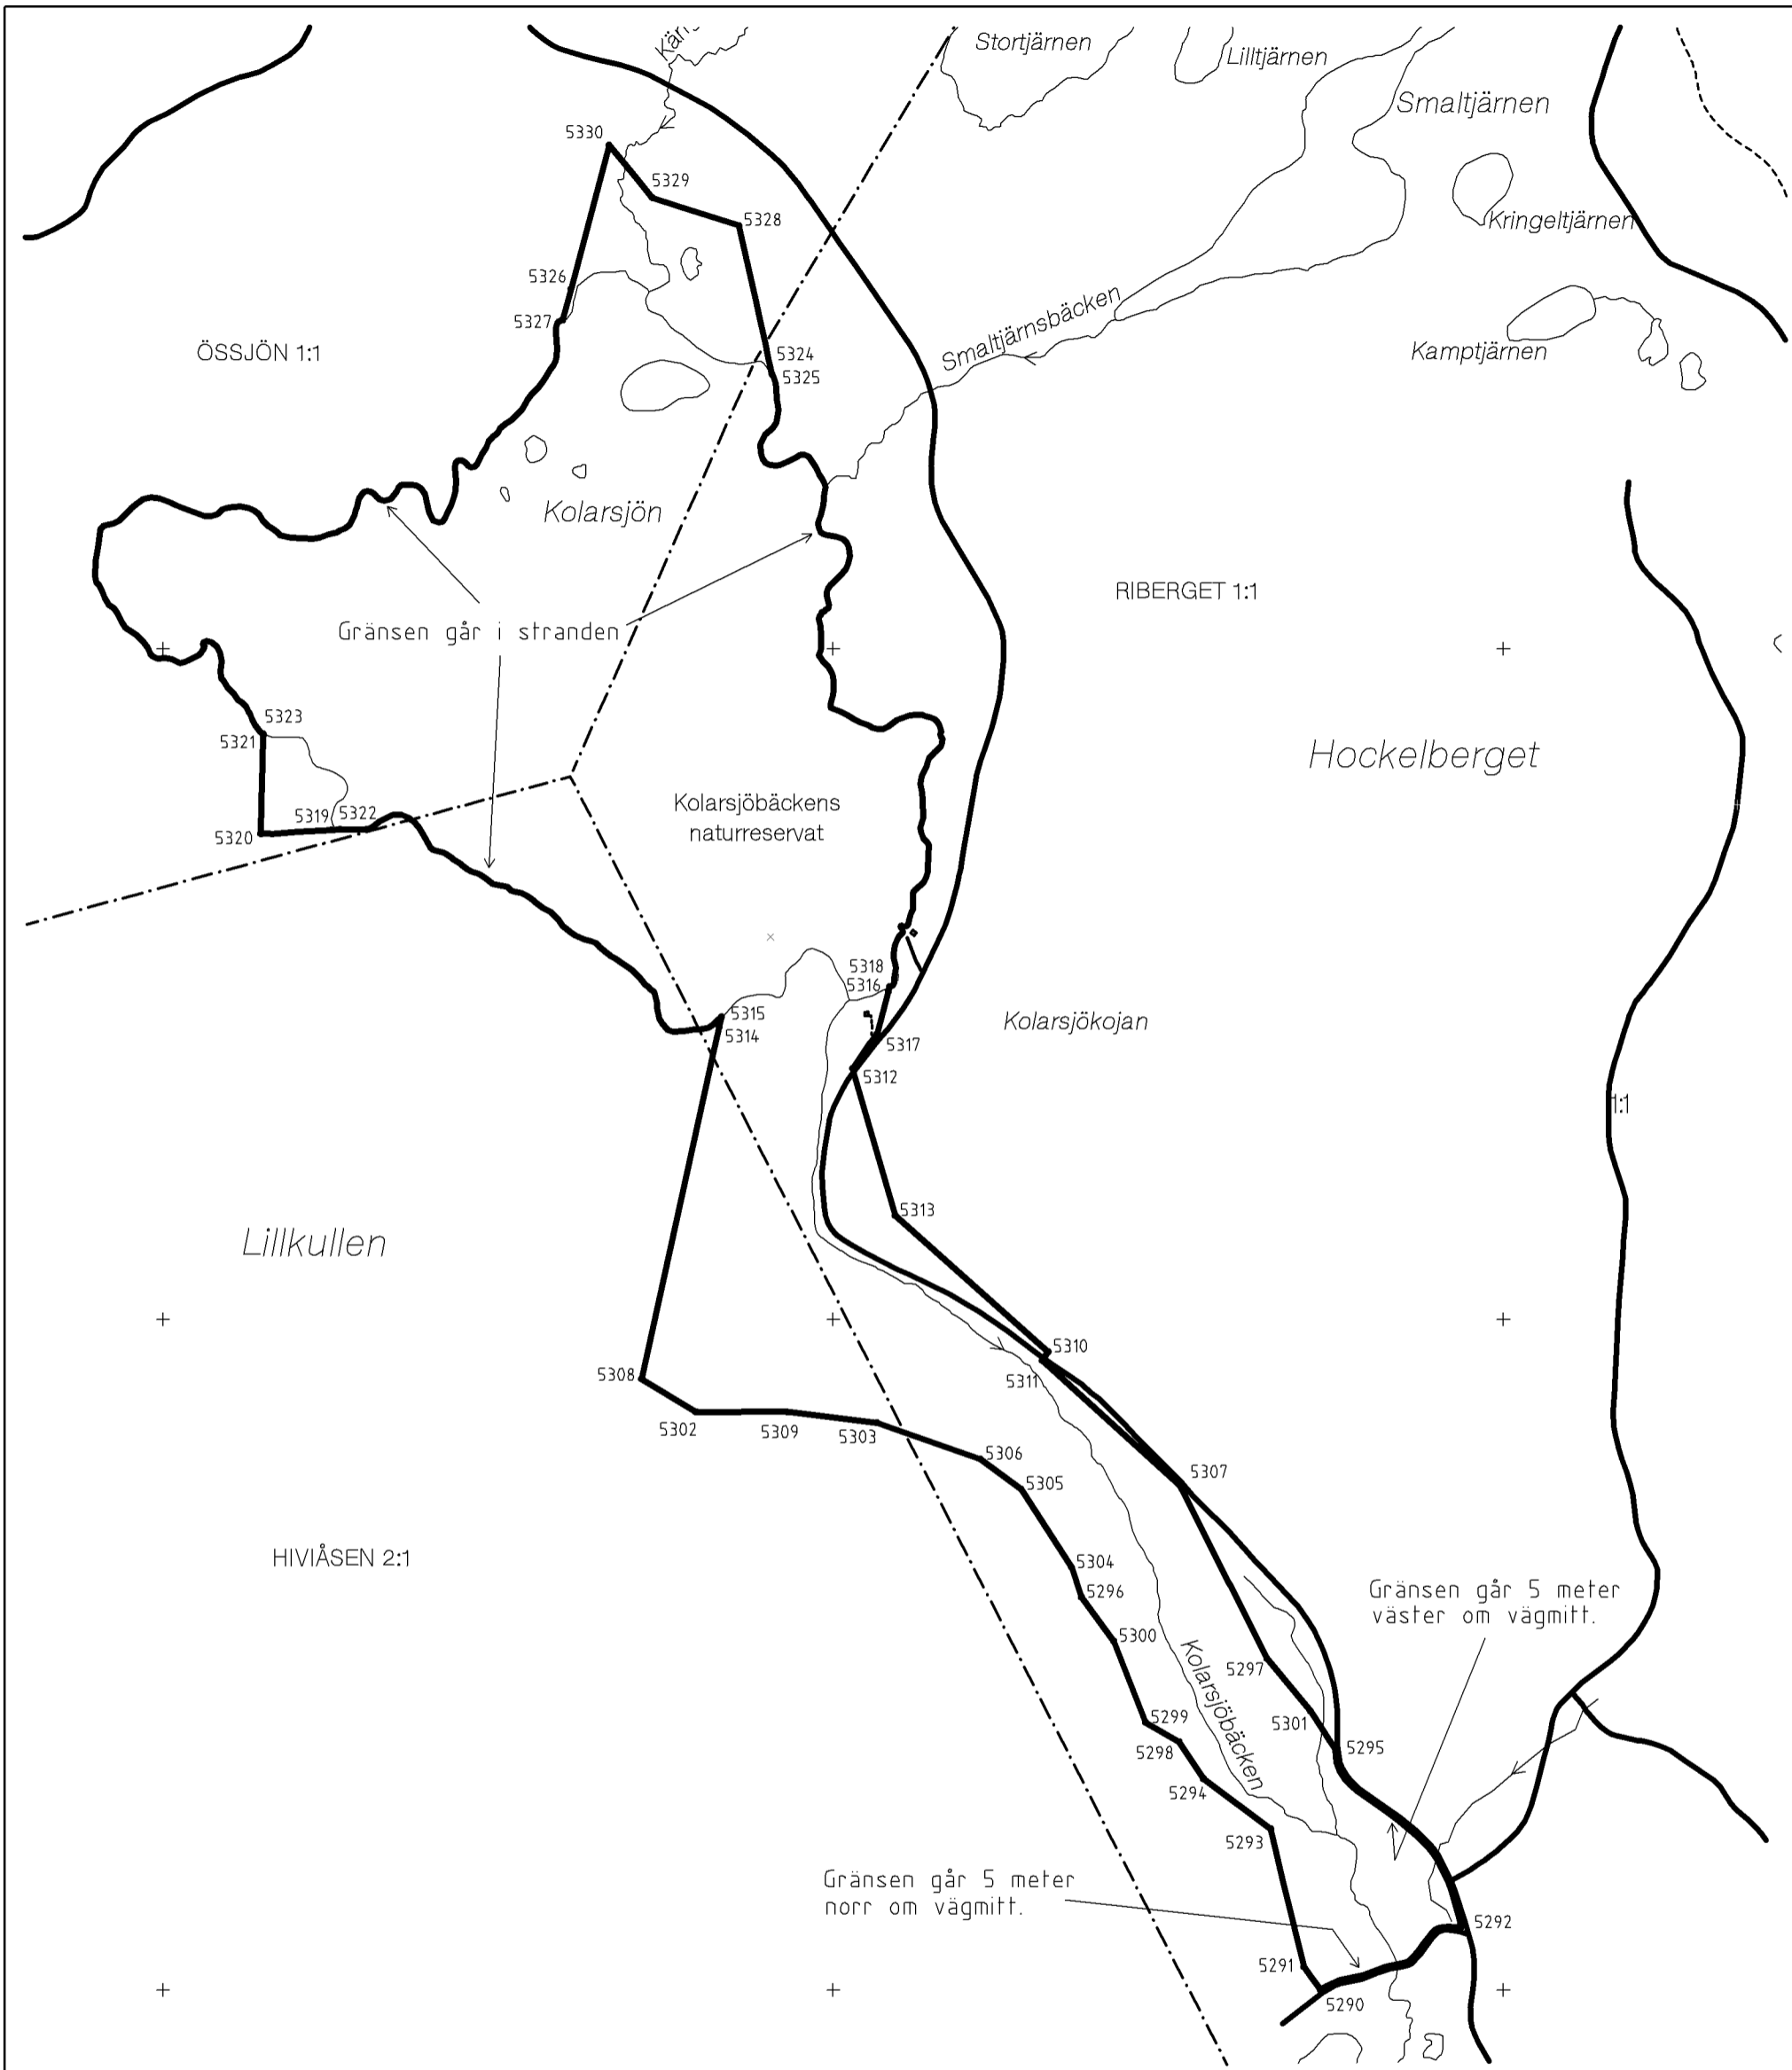 Stortjärnen
Lilltjärnen
Smaltjärnen
5330
5329
5328
Kringeltjärnen
5326
5327
Smaltjärnsbäcken
ÖSSJÖN 1:1
5324
5325
Kamptjärnen
Kolarsjön
RIBERGET 1:1
Gränsen går i stranden
5323
5321
Hockelberget
Kolarsjöbäckens
naturreservat
5319
5322
5320
5318
5316
5315
5314
Kolarsjökojan
5317
5312
1:1
5313
Lillkullen
5310
5311
5308
5302
5309
5303
5306
5305
5307
HIVIÅSEN 2:1
5304
5296
5300
Gränsen går 5 meter
väster om vägmitt.
Kolarsjöbäcken
5297
5299
5301
5298
5295
5294
5293
Gränsen går 5 meter
norr om vägmitt.
5292
5291
5290